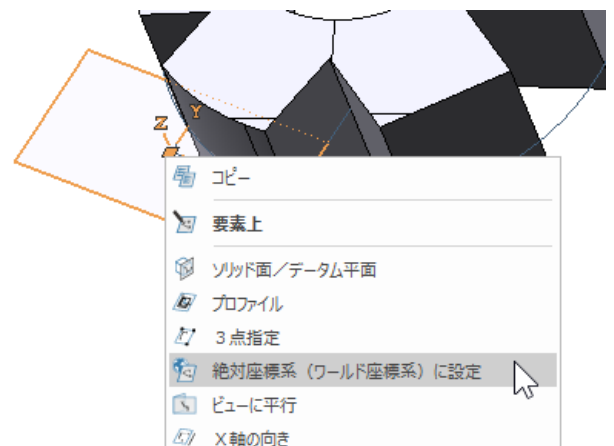 Z
Y
コピー
要素上
ソリッド面／データム平面
プロファイル
３点指定
絶対座標系（ワールド座標系）に設定
ビューに平行
X 軸の向き